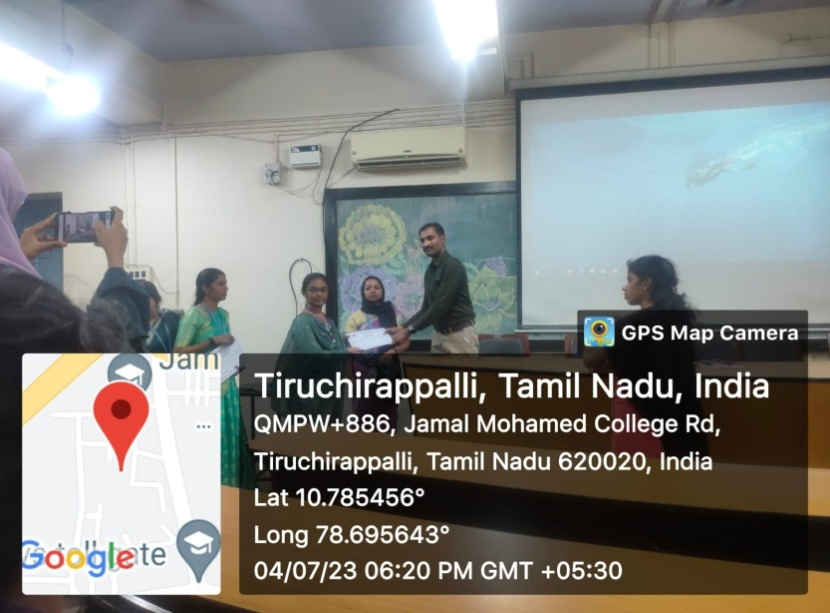 GPS Map Camera
Jam
Tiruchirappalli, Tamil Nadu, India
QMPW+886, Jamal Mohamed College Rd,
Tiruchirappalli, Tamil Nadu 620020, India
Lat 10.785456°
Long 78.695643°
04/07/23 06:20 PM GMT +05:30
Google